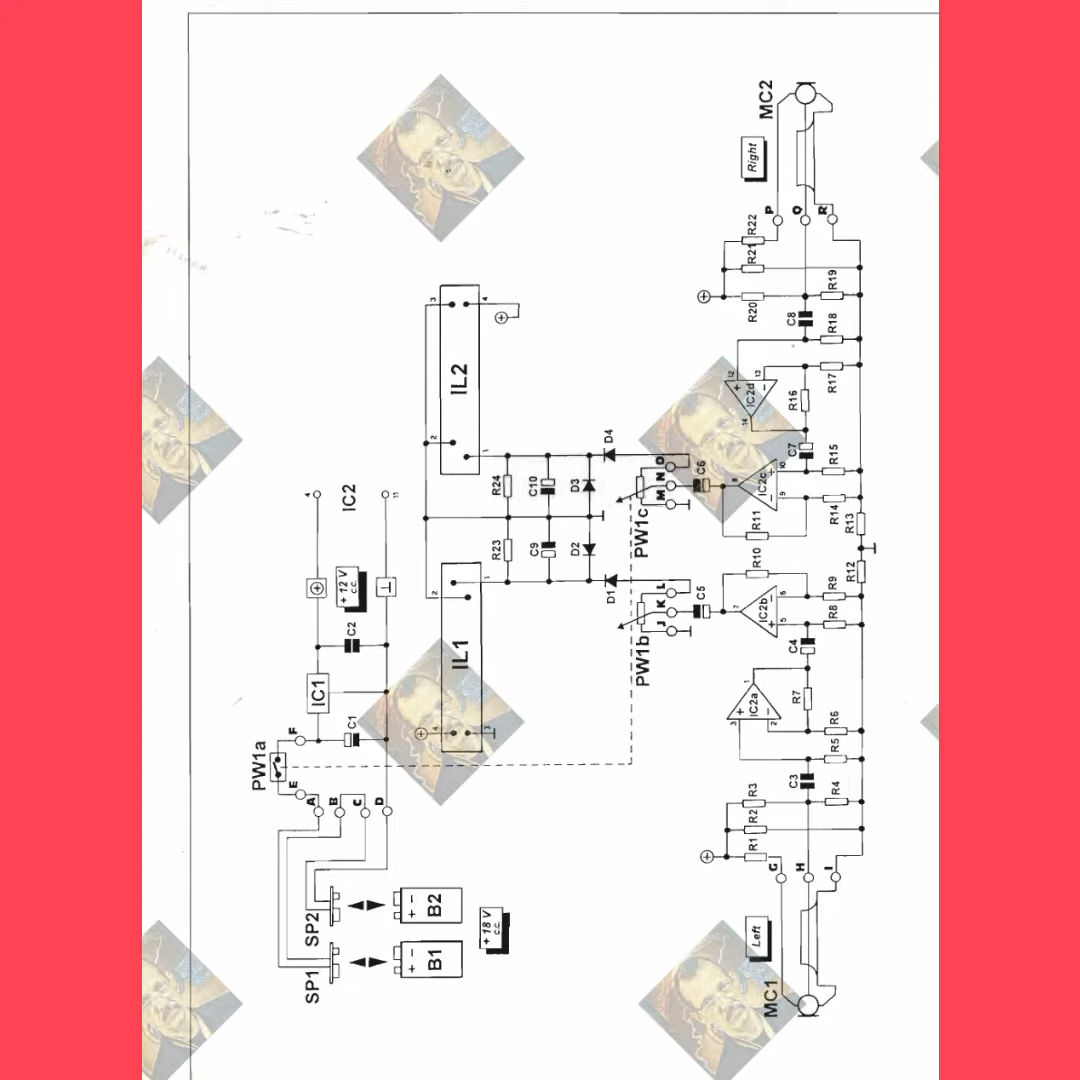 MC2
Right
P
Q
R
R22
R21
R20
R19
C8
R18
12
13
+
−
IC2d
14
R17
R16
C7
R15
10
9
+
−
IC2c
8
C6
R14
R13
R11
M
N
O
PW1c
D4
3
4
+
IL2
2
1
R24
C10
D3
R23
C9
D2
D1
4
IC2
11
+
+ 12 V
c.c.
C2
IC1
2
1
IL1
4
3
+
J
K
L
PW1b
C5
R10
R12
7
IC2b
6
5
−
+
R9
R8
C4
1
IC2a
3
2
+
−
R7
R6
R5
C3
R4
R3
R2
R1
+
G
H
I
Left
MC1
PW1a
F
E
C1
A
B
C
D
SP2
SP1
+ −
B2
+ −
B1
+ 18 V
c.c.